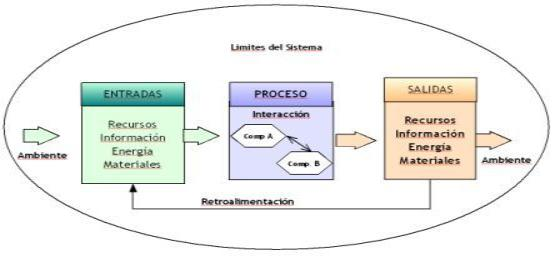 Limites del Sistema
ENTRADAS
Recursos
Información
Energía
Materiales
PROCESO
Interacción
Comp A
Comp. B
SALIDAS
Recursos
Información
Energía
Materiales
Ambiente
Ambiente
Retroalimentación